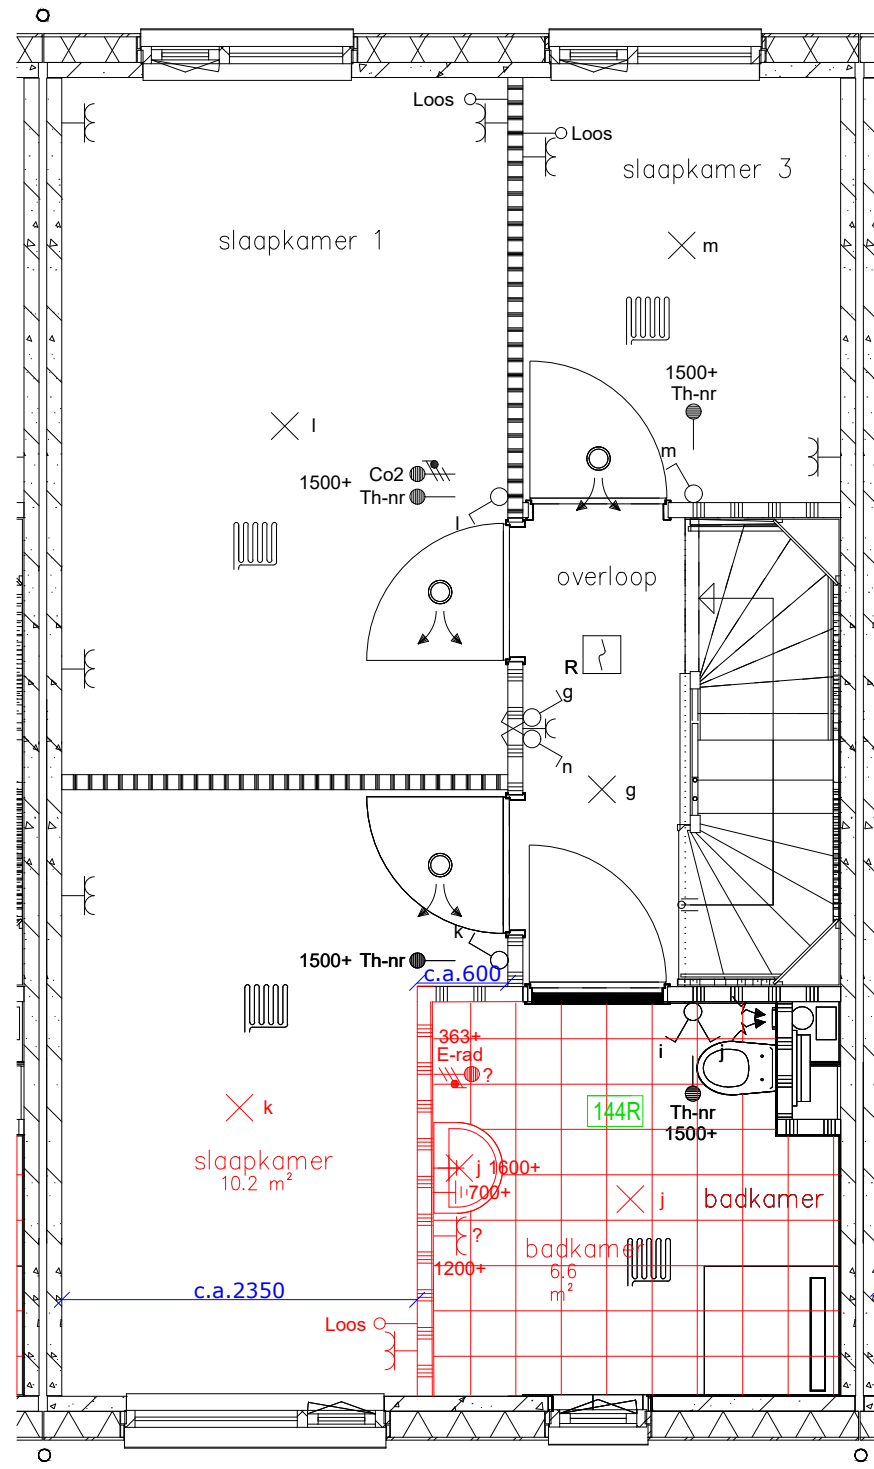 Loos
Loos
slaapkamer 3
slaapkamer 1
m
1500+
Th-nr
l
m
Co2
1500+
Th-nr
l
overloop
R
g
n
g
k
1500+ Th-nr
c.a.600
363+
E-rad
?
i
j
144R
Th-nr
1500+
k
slaapkamer
10.2 m²
j 1600+
700+
j
badkamer
?
badkamer
6.6
m²
1200+
c.a.2350
Loos